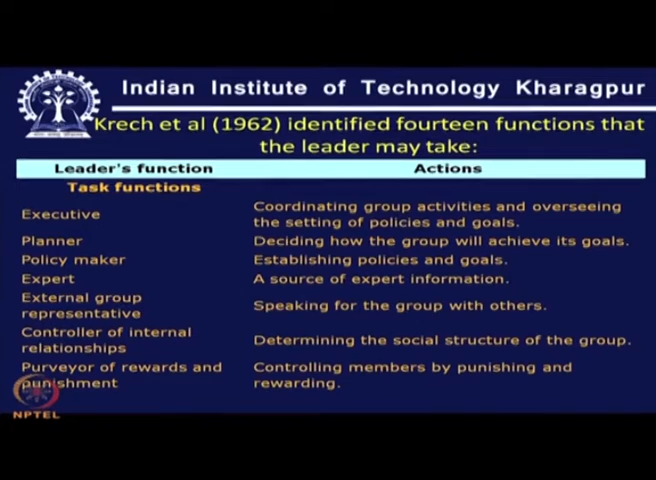 Indian Institute of Technology Kharagpur
Krech et al (1962) identified fourteen functions that
the leader may take:
Leader's function Actions
Task functions
Executive Coordinating group activities and overseeing
the setting of policies and goals.
Planner Deciding how the group will achieve its goals.
Policy maker Establishing policies and goals.
Expert A source of expert information.
External group
representative Speaking for the group with others.
Controller of internal
relationships Determining the social structure of the group.
Purveyor of rewards and Controlling members by punishing and
punishment rewarding.
NPTEL